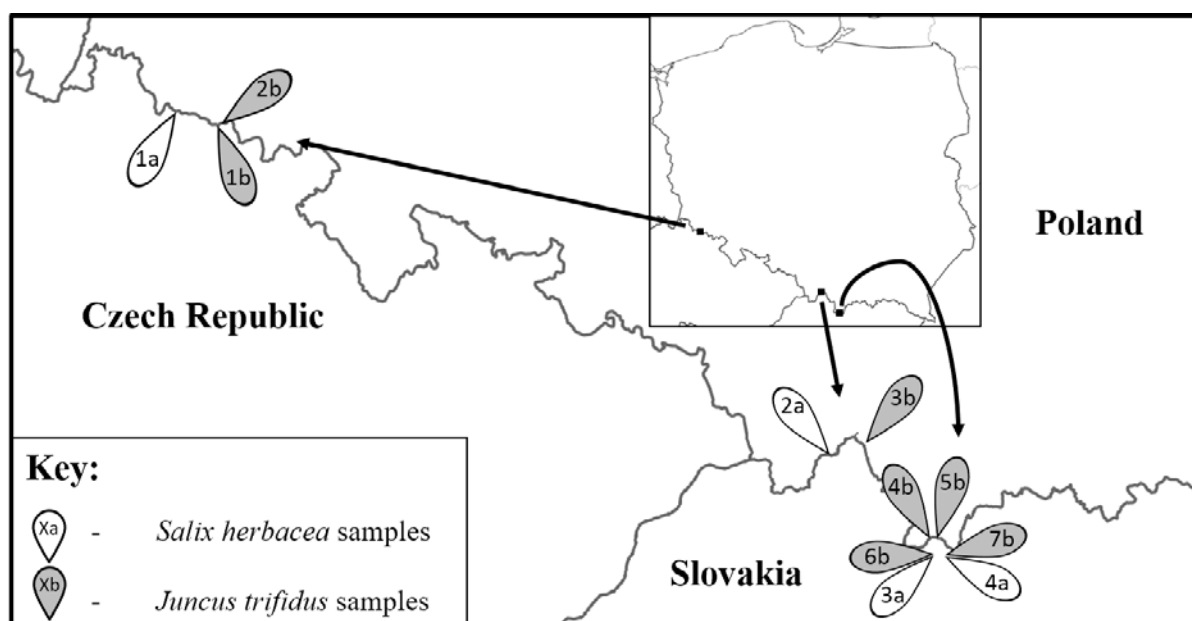 2b
1a
1b
Poland
Czech Republic
2a
3b
4b
5b
6b
7b
3a
4a
Slovakia
Key:
Xa - Salix herbacea samples
Xb - Juncus trifidus samples